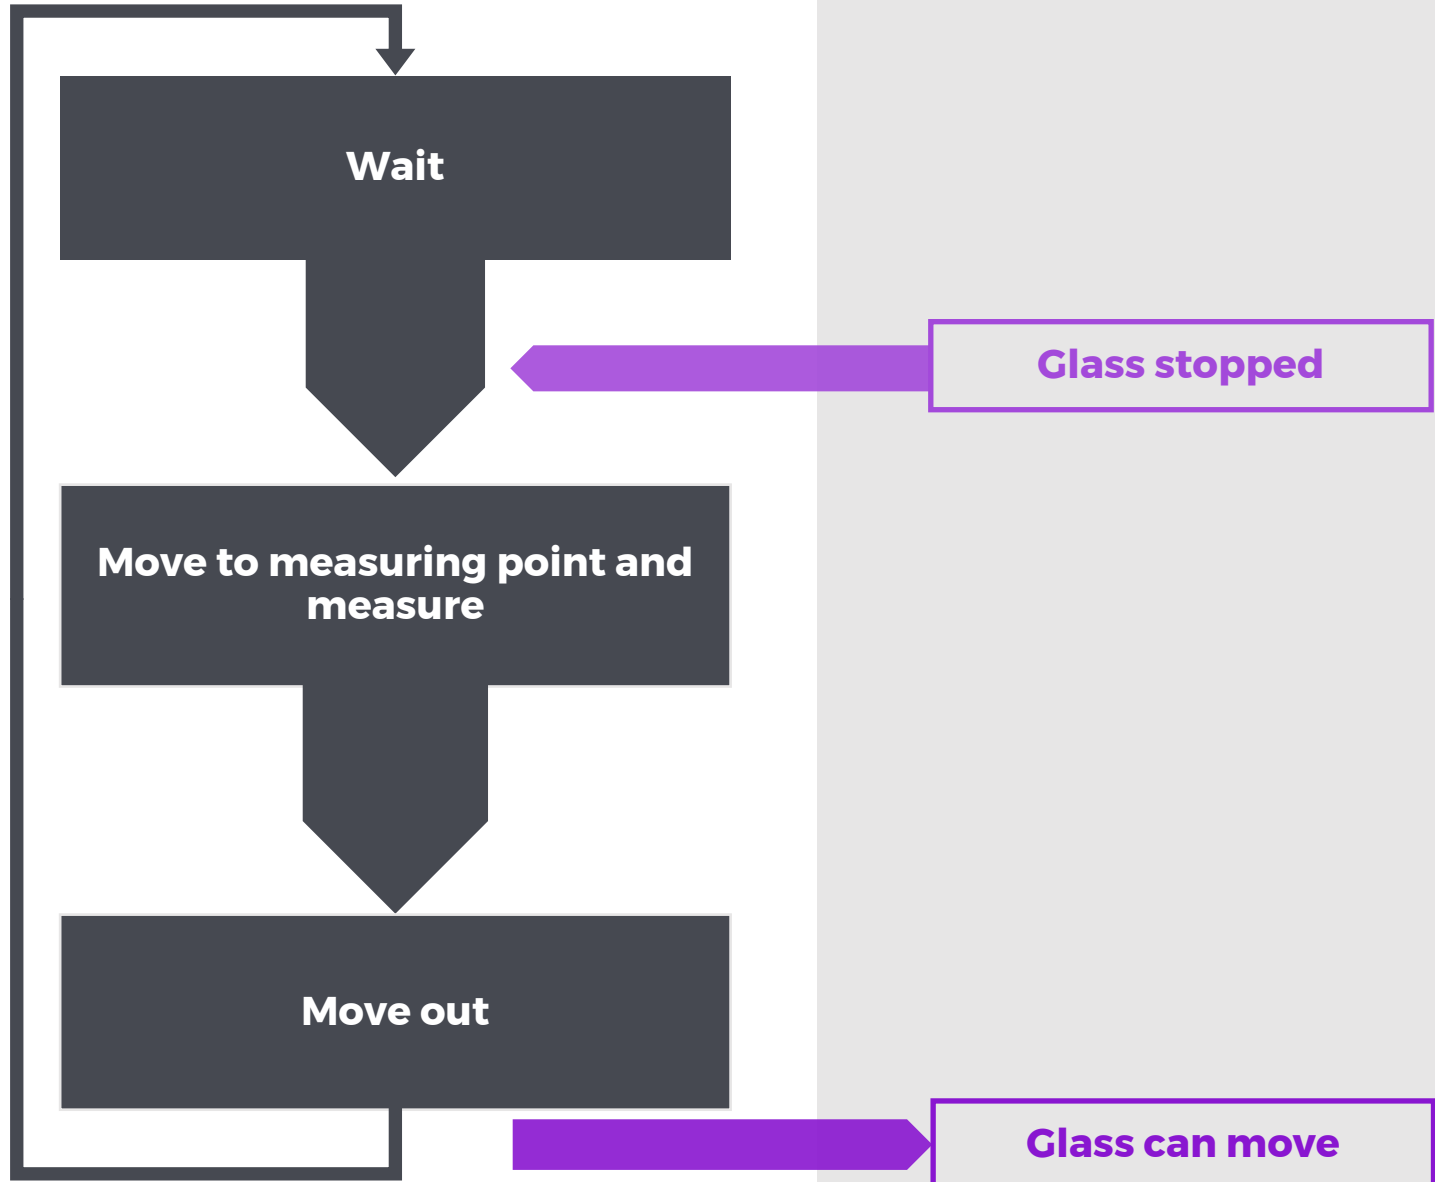 Wait
Glass stopped
Move to measuring point and
measure
Move out
Glass can move